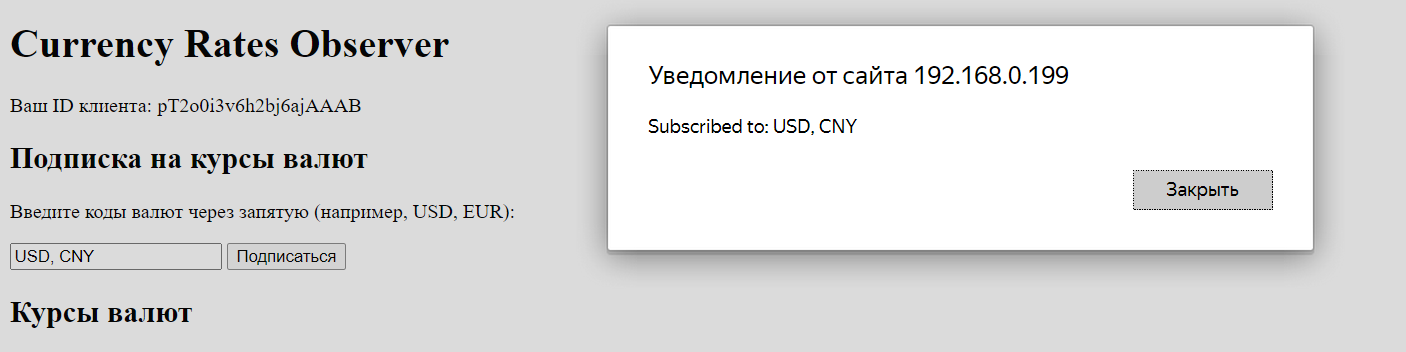 Currency Rates Observer
Ваш ID клиента: pT2o0i3v6h2bj6ajAAAB
Подписка на курсы валют
Введите коды валют через запятую (например, USD, EUR):
USD, CNY
Подписаться
Курсы валют
Уведомление от сайта 192.168.0.199
Subscribed to: USD, CNY
Закрыть